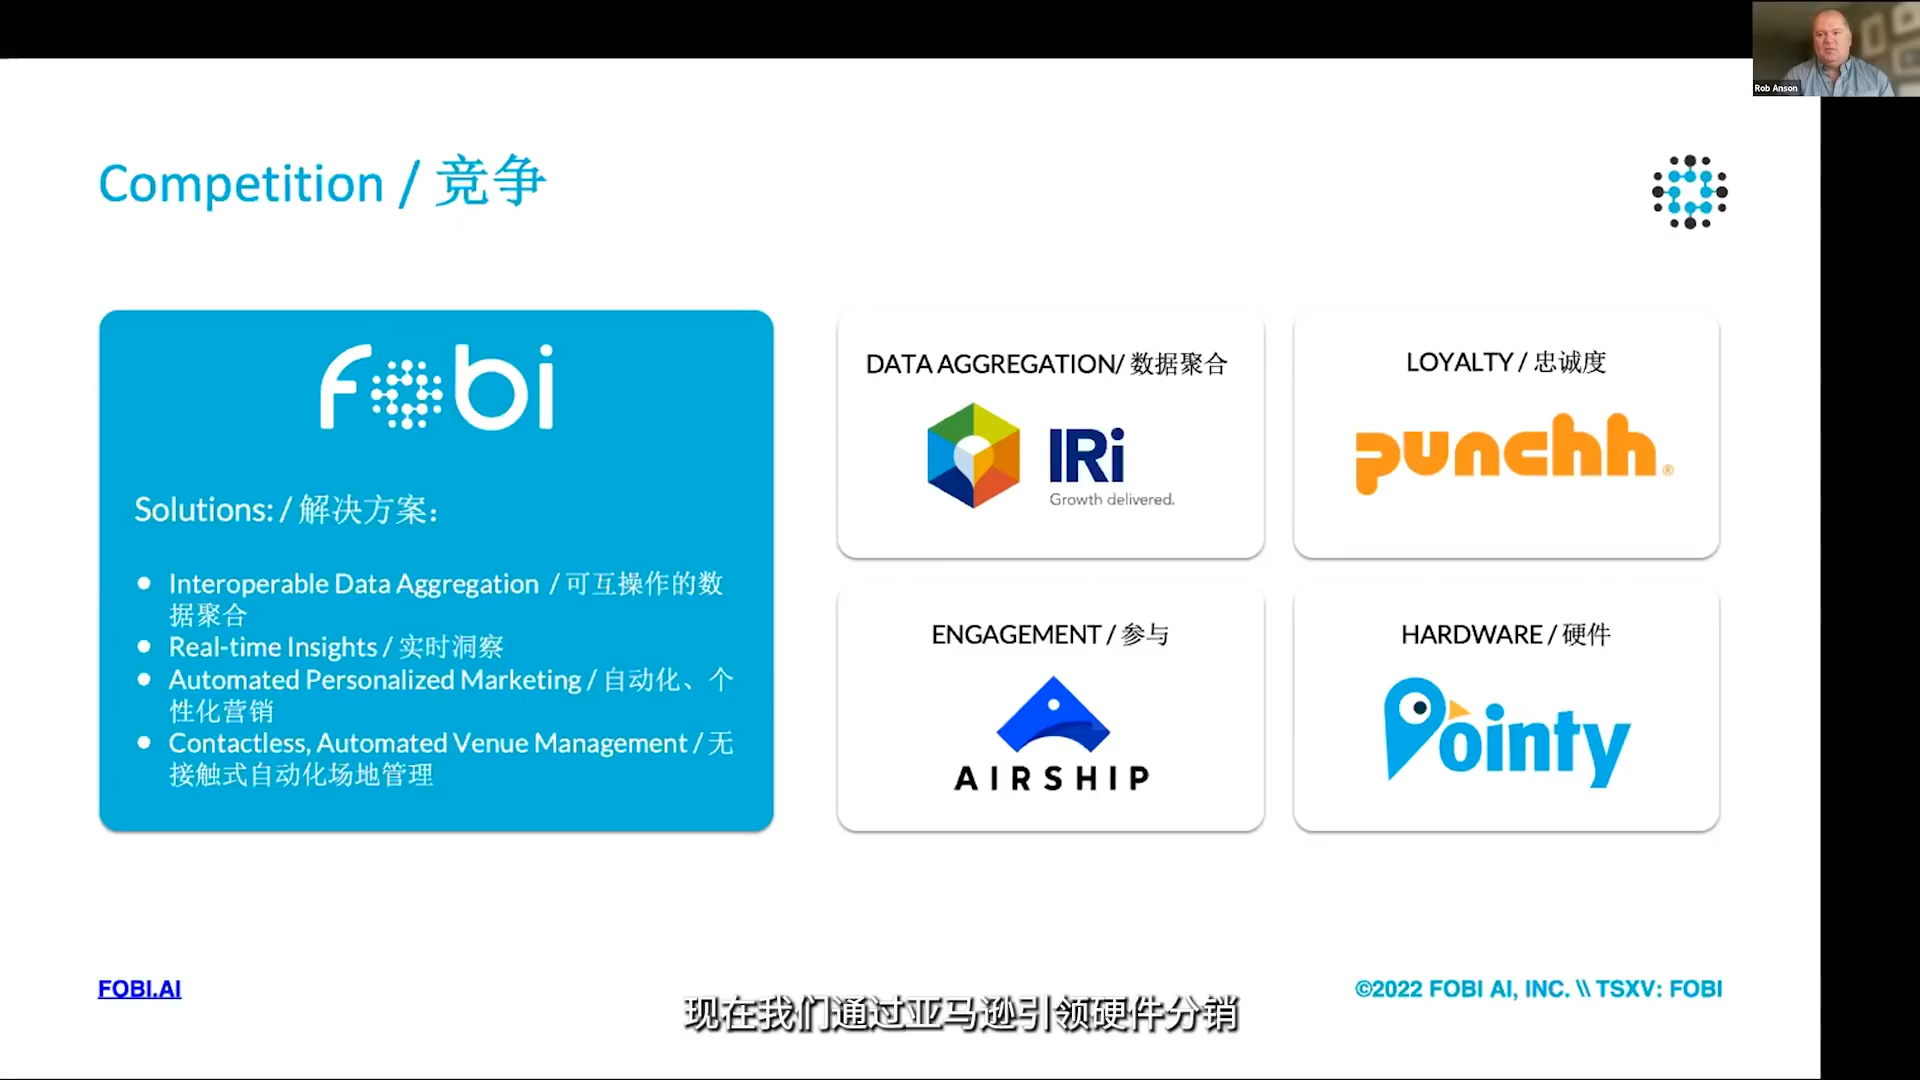 Rob Anson
Competition / 竞争
fobi
Solutions: / 解决方案：
Interoperable Data Aggregation / 可互操作的数
据聚合
Real-time Insights / 实时洞察
Automated Personalized Marketing / 自动化、个
性化营销
Contactless, Automated Venue Management / 无
接触式自动化场地管理
DATA AGGREGATION/ 数据聚合
IRi
Growth delivered.
LOYALTY / 忠诚度
punchh®
ENGAGEMENT / 参与
AIRSHIP
HARDWARE / 硬件
Pointy
FOBI.AI
©2022 FOBI AI, INC. \\ TSXV: FOBI
现在我们通过亚马逊引领硬件分销